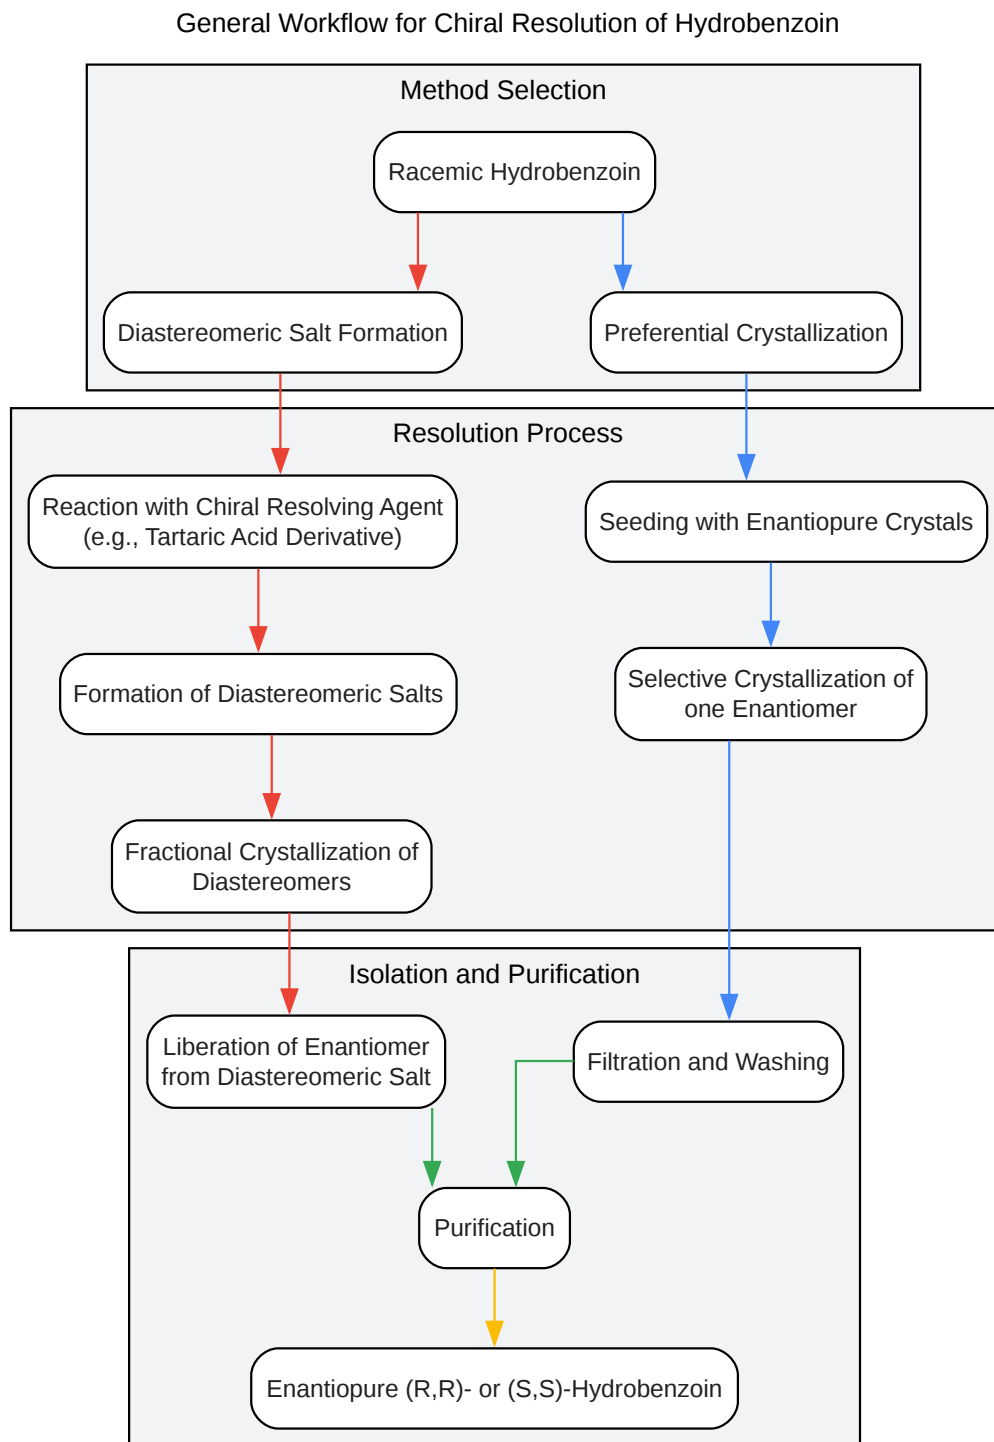 General Workflow for Chiral Resolution of Hydrobenzoin
Method Selection
Racemic Hydrobenzoin
Diastereomeric Salt Formation
Preferential Crystallization
Resolution Process
Reaction with Chiral Resolving Agent
(e.g., Tartaric Acid Derivative)
Seeding with Enantiopure Crystals
Formation of Diastereomeric Salts
Selective Crystallization of
one Enantiomer
Fractional Crystallization of
Diastereomers
Isolation and Purification
Liberation of Enantiomer
from Diastereomeric Salt
Filtration and Washing
Purification
Enantiopure (R,R)- or (S,S)-Hydrobenzoin